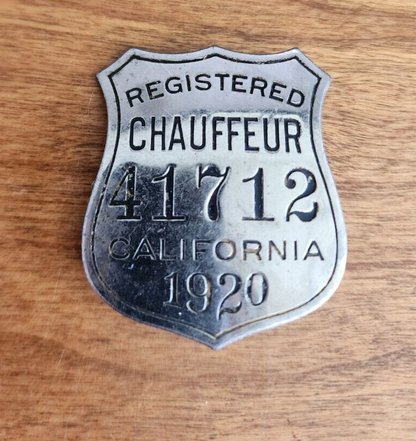 REGISTERED
CHAUFFEUR
41712
CALIFORNIA
1920